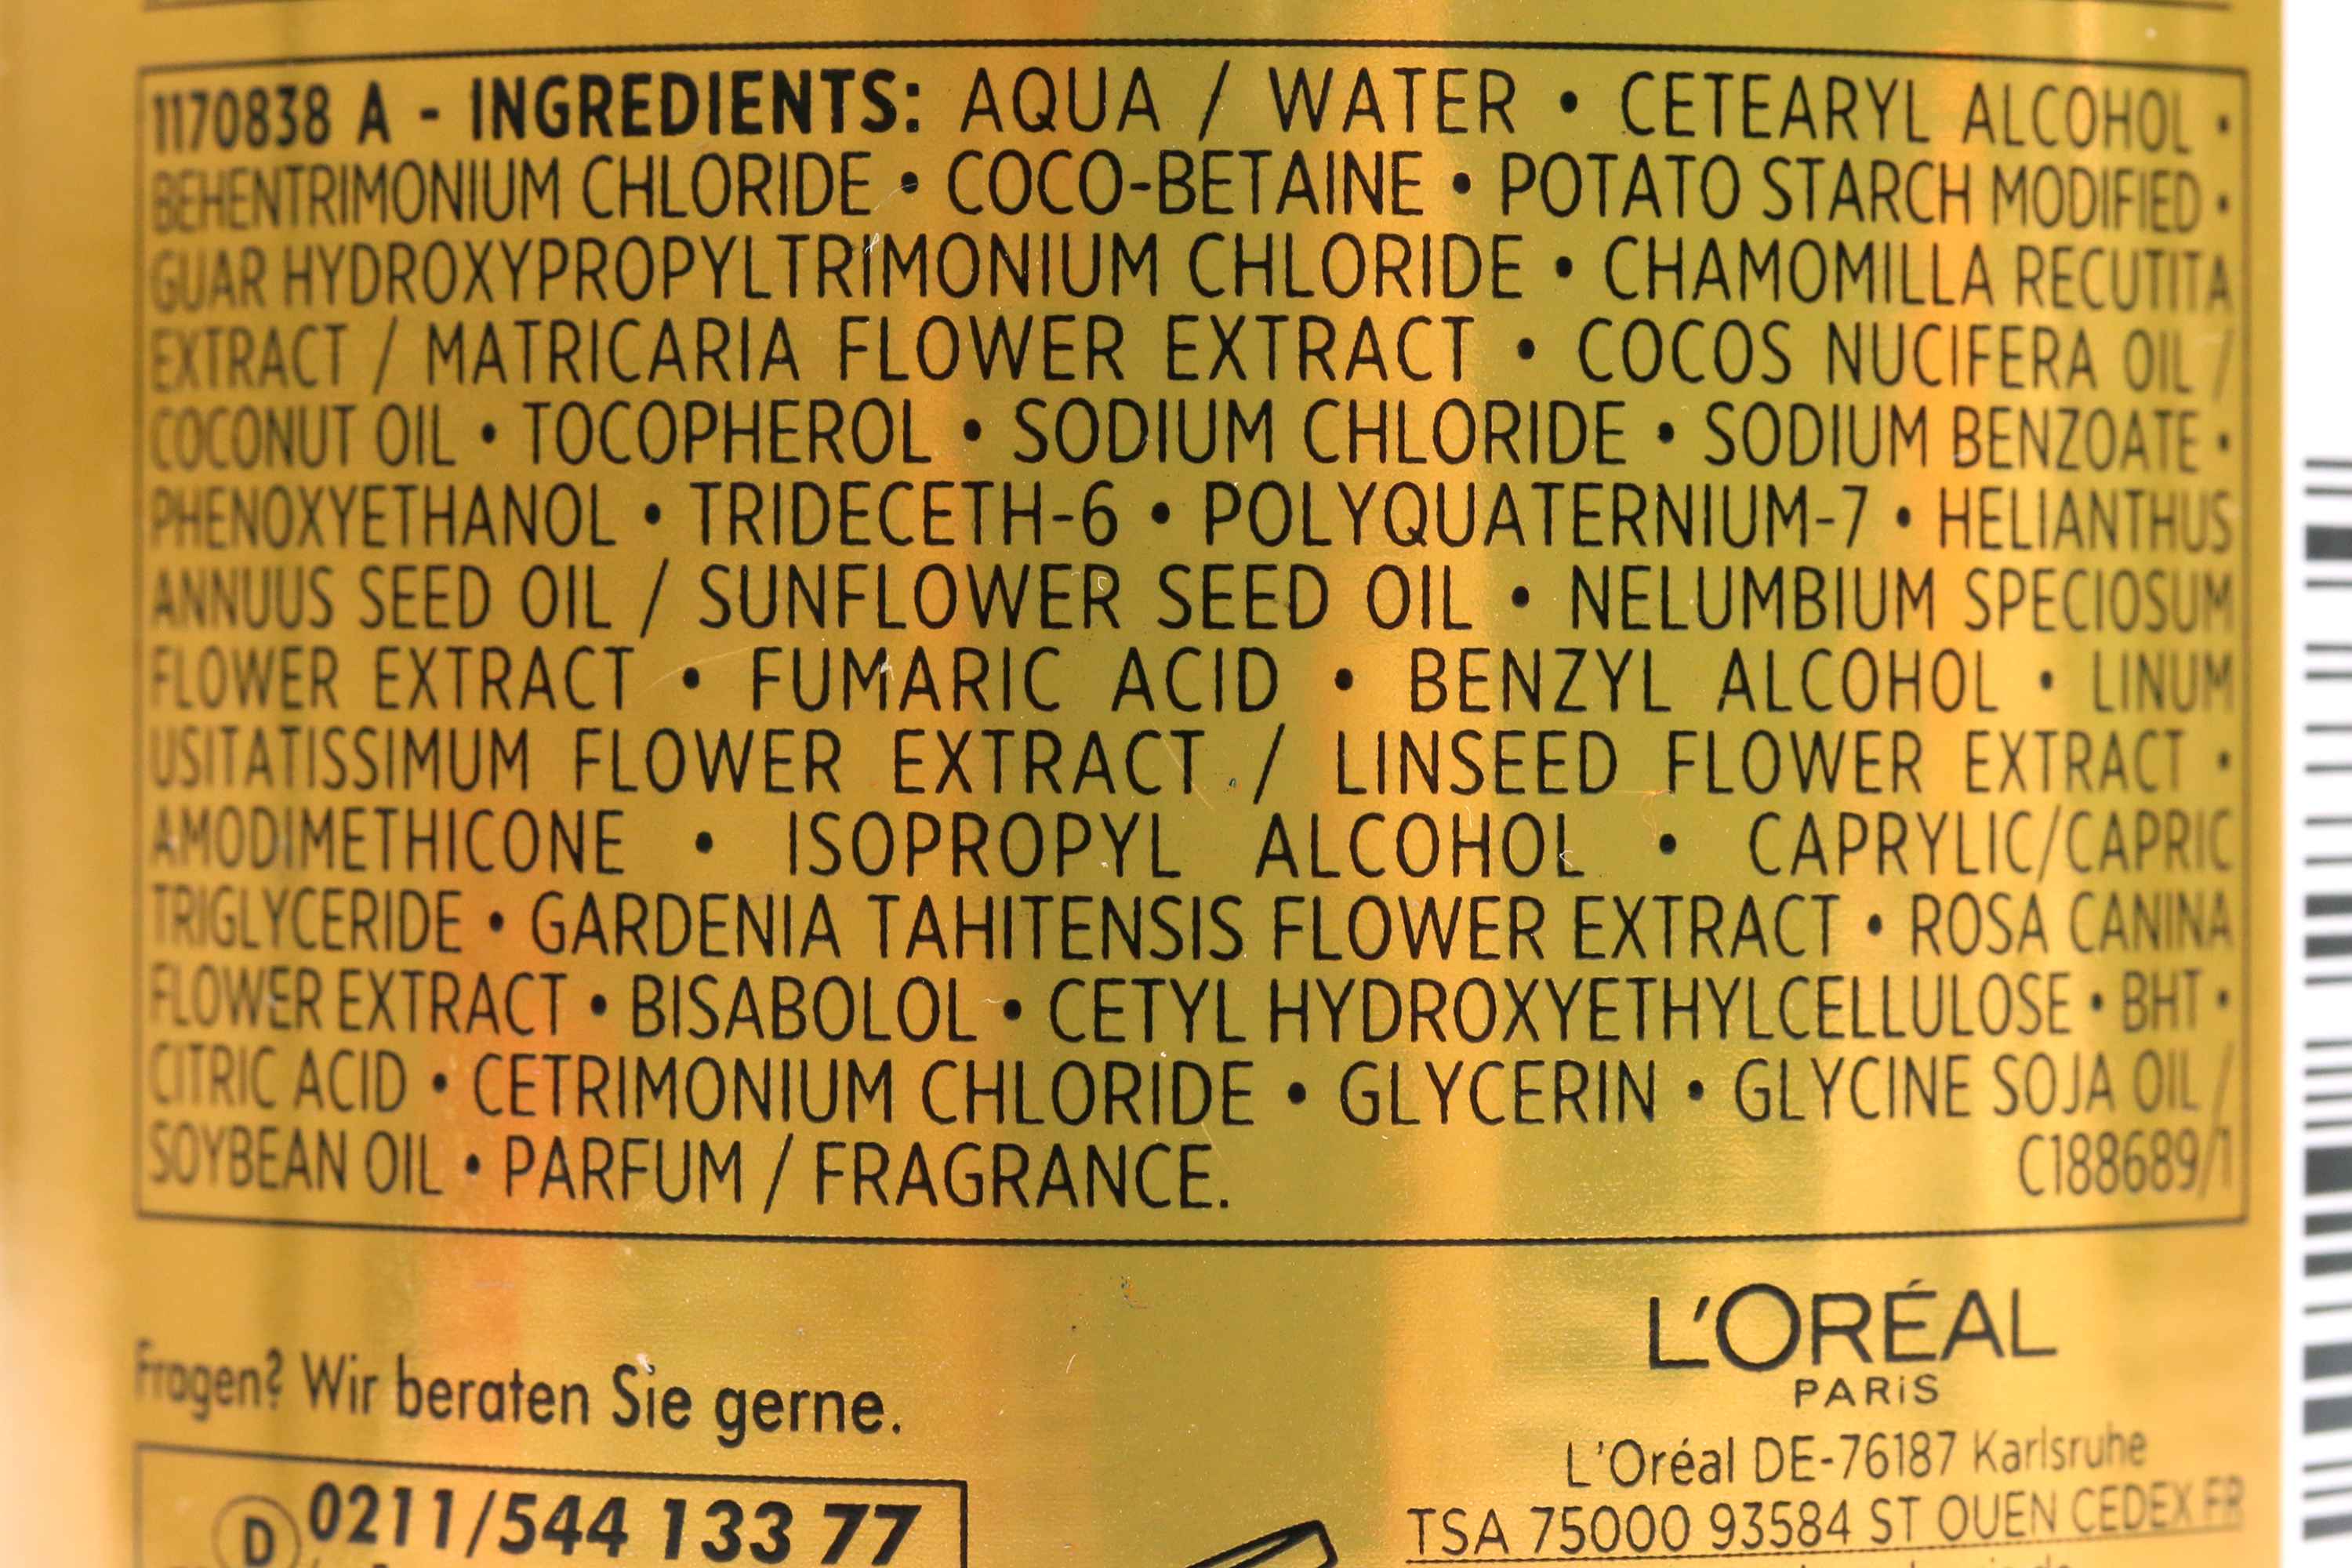 1170838 A - INGREDIENTS: AQUA / WATER • CETEARYL ALCOHOL •
BEHENTRIMONIUM CHLORIDE • COCO-BETAINE • POTATO STARCH MODIFIED •
GUAR HYDROXYPROPYLTRIMONIUM CHLORIDE • CHAMOMILLA RECUTITA
EXTRACT / MATRICARIA FLOWER EXTRACT • COCOS NUCIFERA OIL /
COCONUT OIL • TOCOPHEROL • SODIUM CHLORIDE • SODIUM BENZOATE •
PHENOXYETHANOL • TRIDECETH-6 • POLYQUATERNIUM-7 • HELIANTHUS
ANNUUS SEED OIL / SUNFLOWER SEED OIL • NELUMBIUM SPECIOSUM
FLOWER EXTRACT • FUMARIC ACID • BENZYL ALCOHOL • LINUM
USITATISSIMUM FLOWER EXTRACT / LINSEED FLOWER EXTRACT •
AMODIMETHICONE • ISOPROPYL ALCOHOL • CAPRYLIC/CAPRIC
TRIGLYCERIDE • GARDENIA TAHITENSIS FLOWER EXTRACT • ROSA CANINA
FLOWER EXTRACT • BISABOLOL • CETYL HYDROXYETHYLCELLULOSE • BHT •
CITRIC ACID • CETRIMONIUM CHLORIDE • GLYCERIN • GLYCINE SOJA OIL /
SOYBEAN OIL • PARFUM / FRAGRANCE. C188689/1
Fragen? Wir beraten Sie gerne.
D 0211/544 133 77
L'ORÉAL
PARiS
L'Oréal DE-76187 Karlsruhe
TSA 75000 93584 ST OUEN CEDEX FR